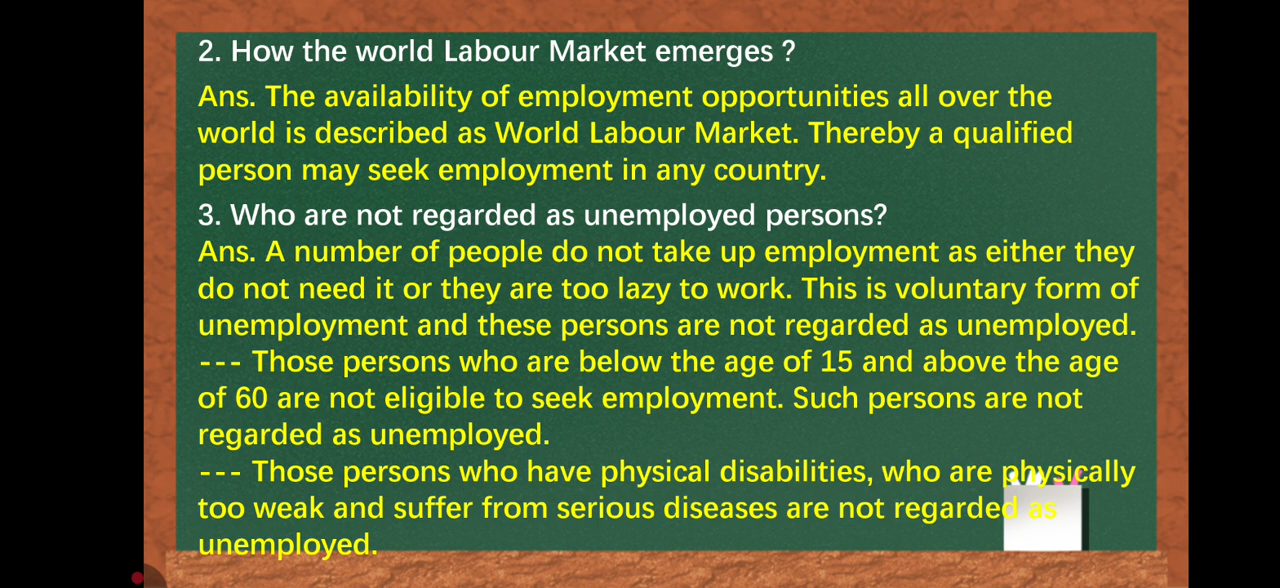 2. How the world Labour Market emerges ?
Ans. The availability of employment opportunities all over the
world is described as World Labour Market. Thereby a qualified
person may seek employment in any country.
3. Who are not regarded as unemployed persons?
Ans. A number of people do not take up employment as either they
do not need it or they are too lazy to work. This is voluntary form of
unemployment and these persons are not regarded as unemployed.
--- Those persons who are below the age of 15 and above the age
of 60 are not eligible to seek employment. Such persons are not
regarded as unemployed.
--- Those persons who have physical disabilities, who are physically
too weak and suffer from serious diseases are not regarded as
unemployed.